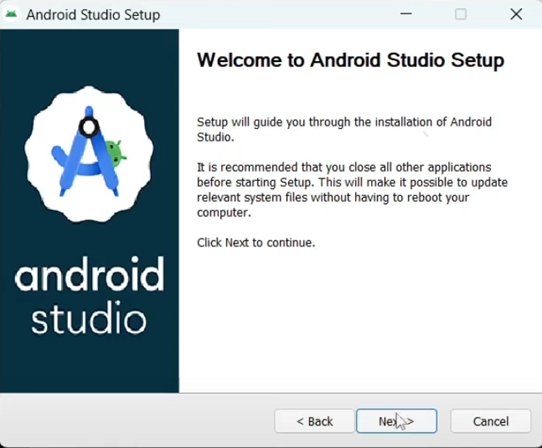 Android Studio Setup
Welcome to Android Studio Setup
Setup will guide you through the installation of Android
Studio.
It is recommended that you close all other applications
before starting Setup. This will make it possible to update
relevant system files without having to reboot your
computer.
Click Next to continue.
android
studio
< Back
Next >
Cancel